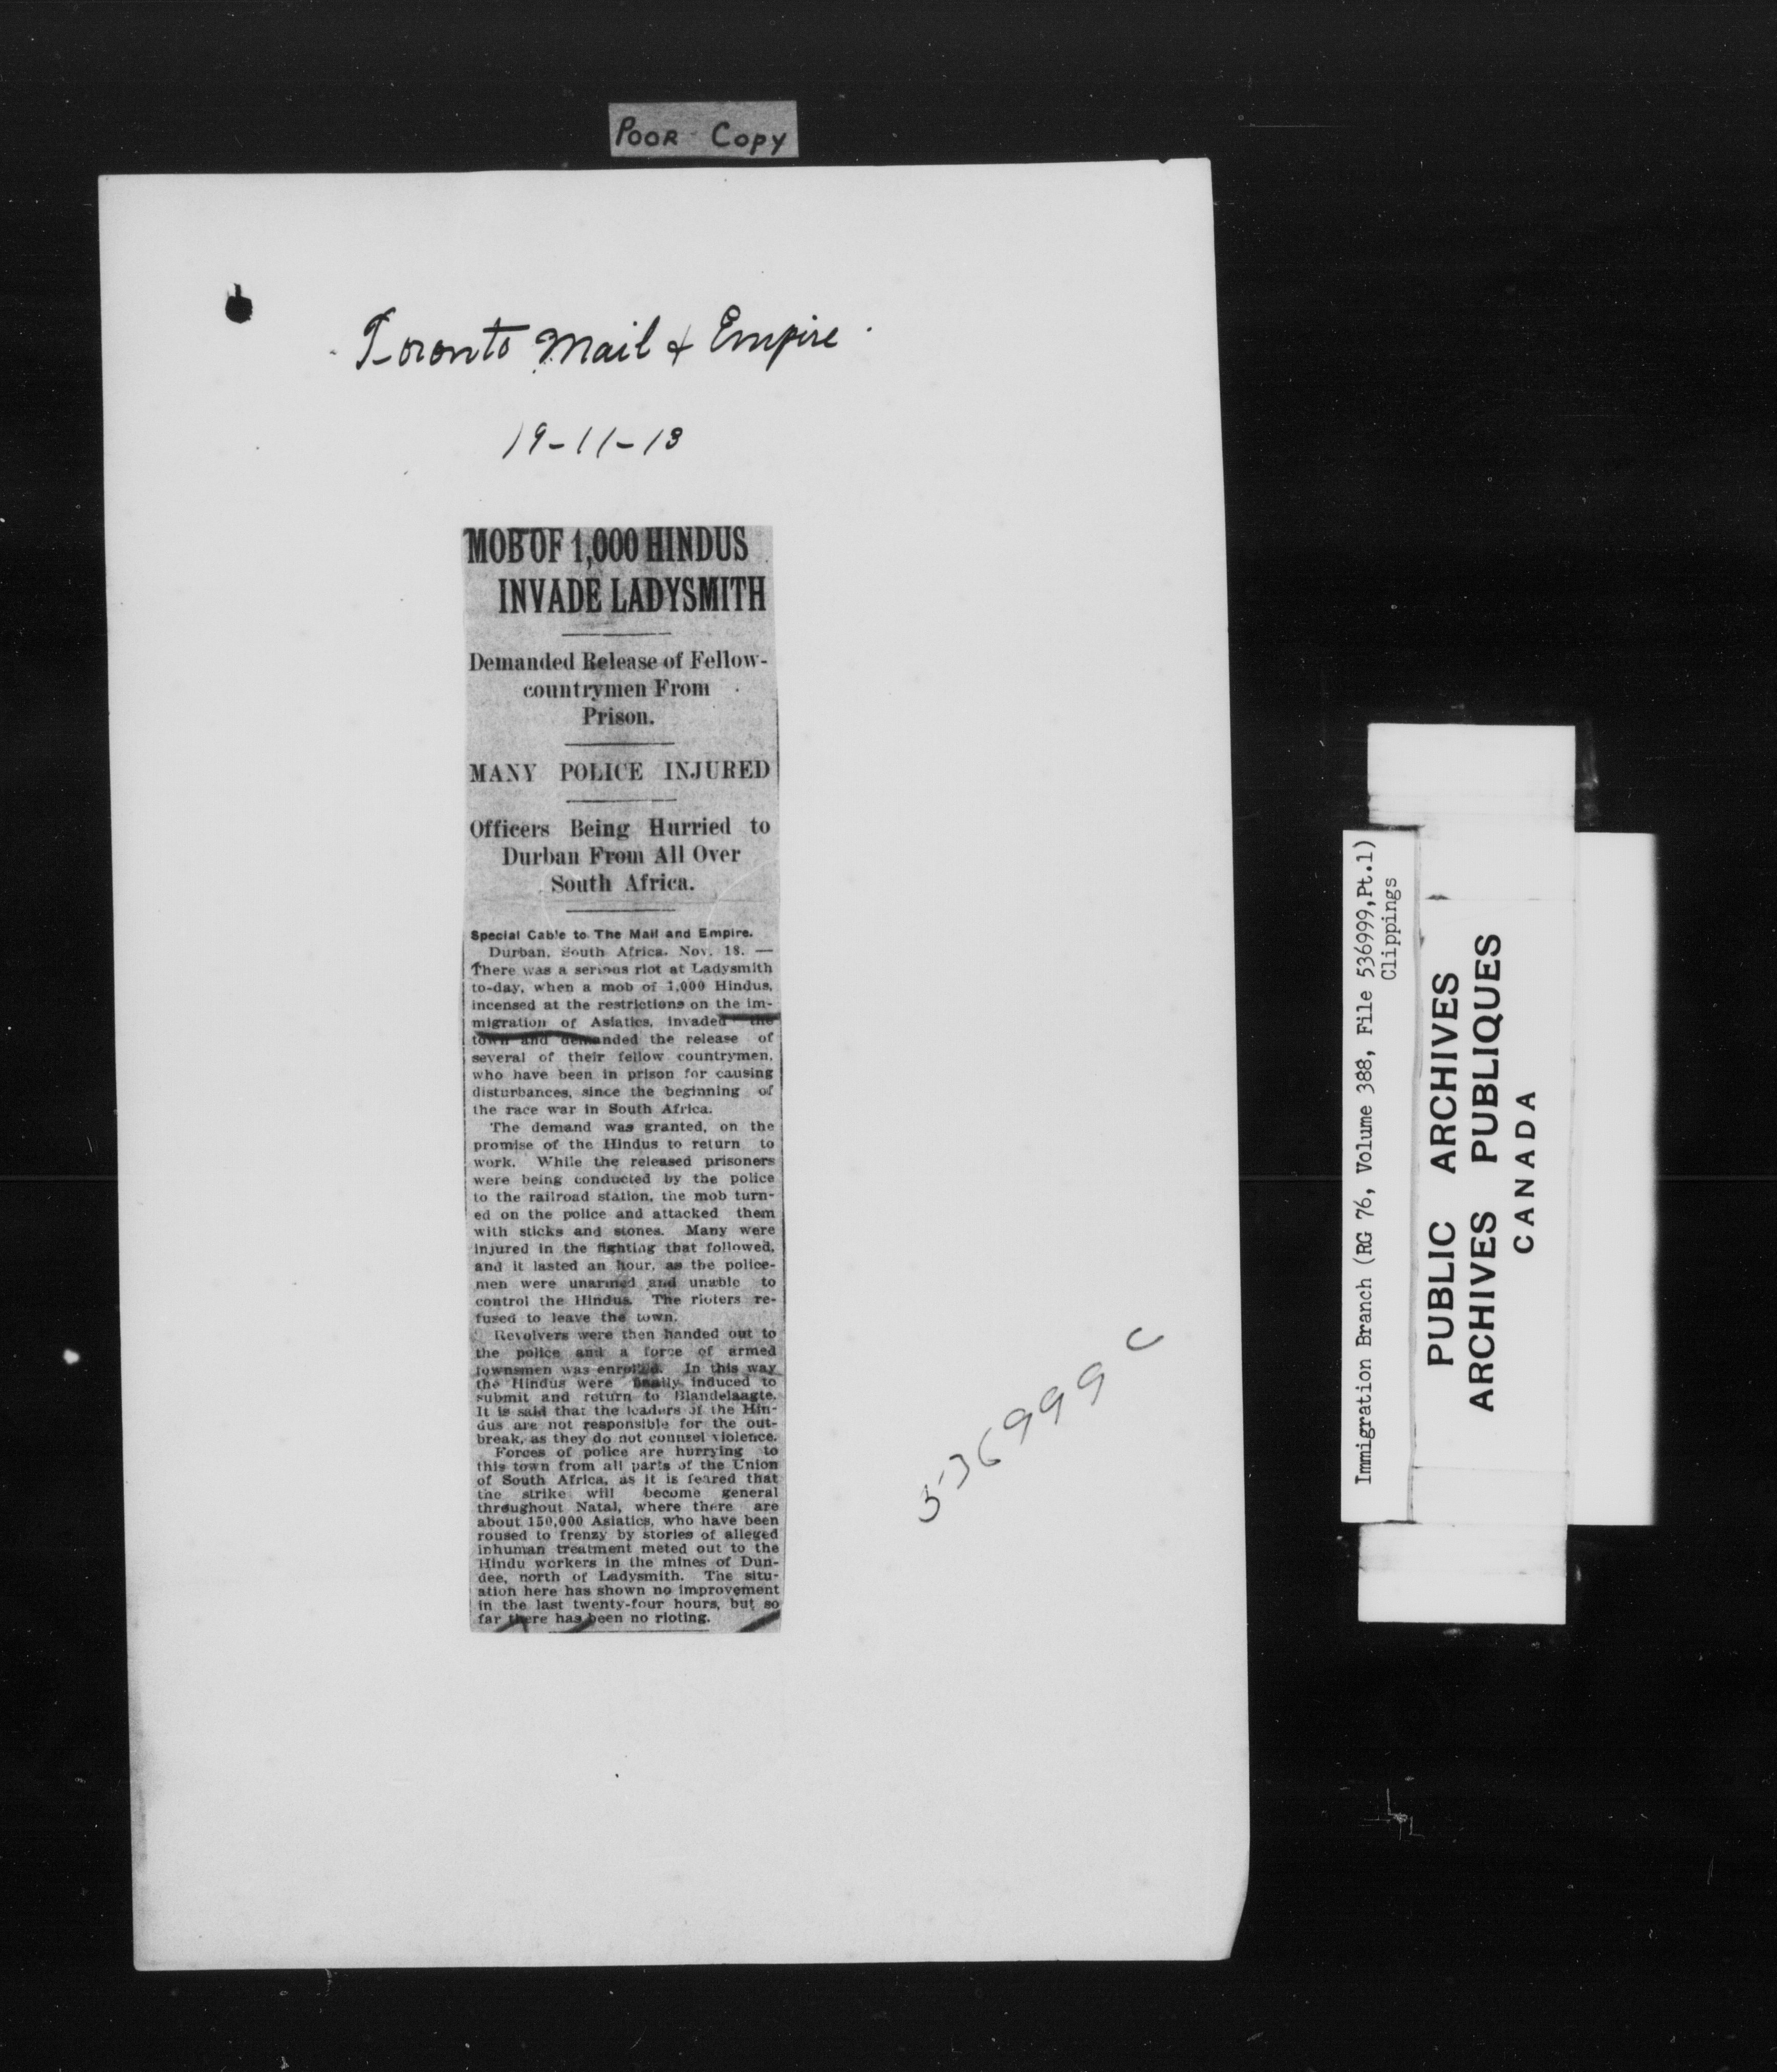 POOR COPY
Toronto Mail & Empire
19-11-13
MOB OF 1,000 HINDUS
INVADE LADYSMITH
Demanded Release of Fellow-
countrymen From
Prison.
MANY POLICE INJURED
Officers Being Hurried to
Durban From All Over
South Africa.
Special Cable to The Mail and Empire.
Durban, South Africa. Nov. 18. —
There was a serious riot at Ladysmith
to-day, when a mob of 1,000 Hindus,
incensed at the restrictions on the im-
migration of Asiatics, invaded the
town and demanded the release of
several of their fellow countrymen,
who have been in prison for causing
disturbances, since the beginning of
the race war in South Africa.
The demand was granted, on the
promise of the Hindus to return to
work. While the released prisoners
were being conducted by the police
to the railroad station, the mob turn-
ed on the police and attacked them
with sticks and stones. Many were
injured in the fighting that followed,
and it lasted an hour, as the police-
men were unarmed and unable to
control the Hindus. The rioters re-
fused to leave the town.
Revolvers were then handed out to
the police and a force of armed
townsmen was enrolled. In this way
the Hindus were finally induced to
submit and return to Blandelaagte.
It is said that the leaders of the Hin-
dus are not responsible for the out-
break, as they do not counsel violence.
Forces of police are hurrying to
this town from all parts of the Union
of South Africa, as it is feared that
the strike will become general
throughout Natal, where there are
about 150,000 Asiatics, who have been
roused to frenzy by stories of alleged
inhuman treatment meted out to the
Hindu workers in the mines of Dun-
dee, north of Ladysmith. The situ-
ation here has shown no improvement
in the last twenty-four hours, but so
far there has been no rioting.
536999 C
Immigration Branch (RG 76, Volume 388, File 536999,Pt.1)
Clippings
PUBLIC ARCHIVES
ARCHIVES PUBLIQUES
CANADA